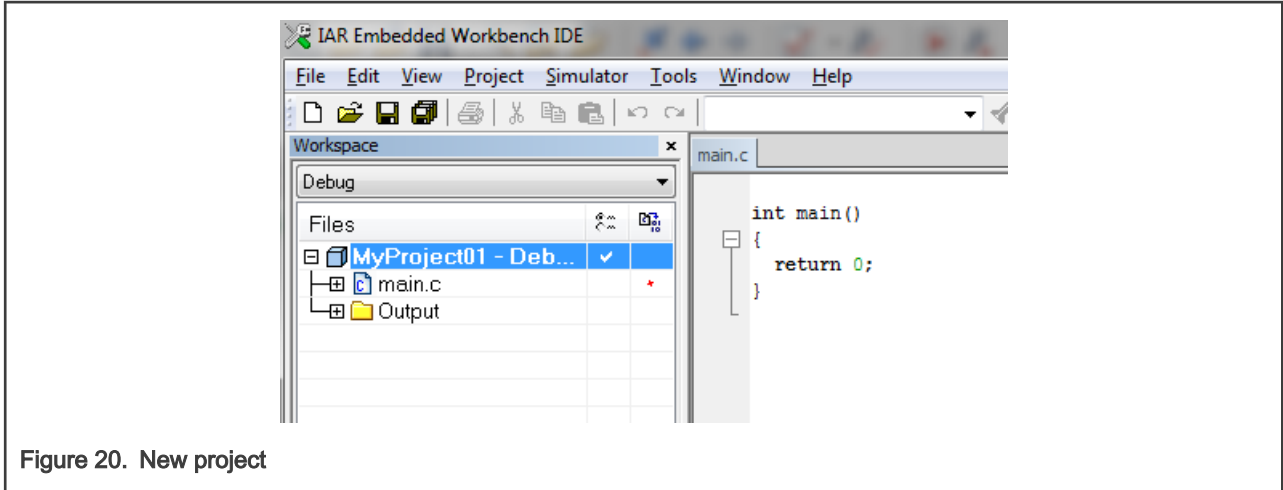 IAR Embedded Workbench IDE
File Edit View Project Simulator Tools Window Help
Workspace
main.c
Debug
Files
MyProject01 - Deb...
main.c
Output
int main()
{
return 0;
}
Figure 20. New project